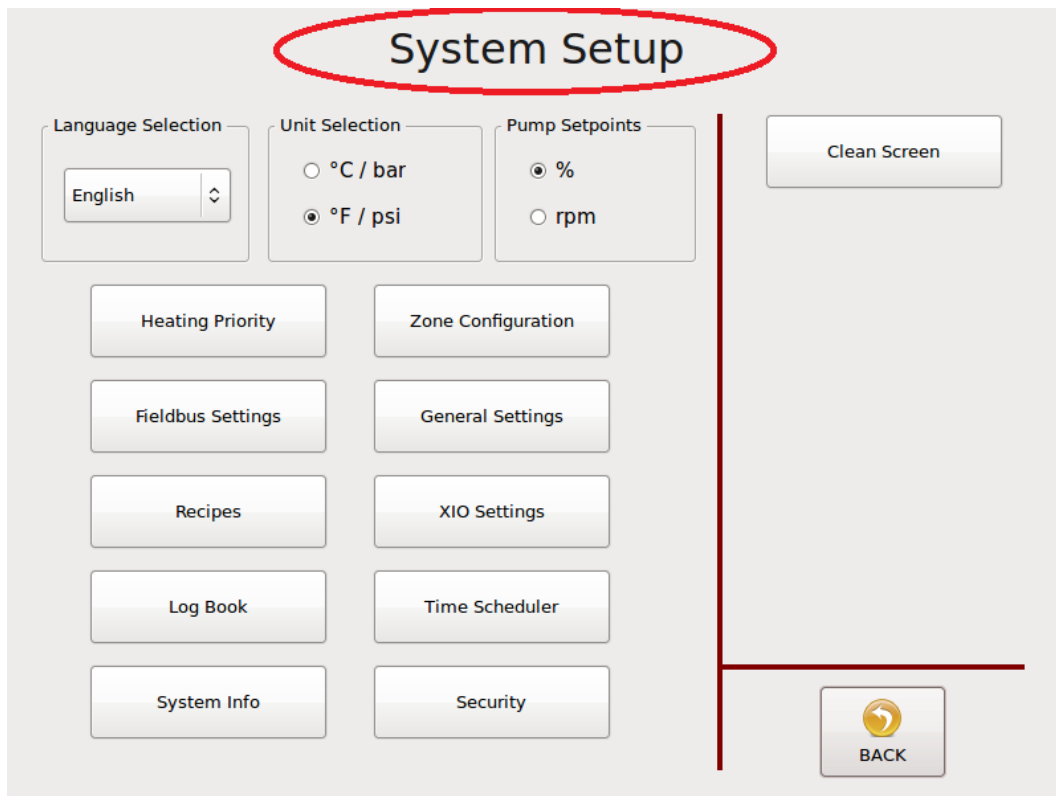 System Setup
Language Selection
English
Unit Selection
°C / bar
°F / psi
Pump Setpoints
%
rpm
Clean Screen
Heating Priority
Zone Configuration
Fieldbus Settings
General Settings
Recipes
XIO Settings
Log Book
Time Scheduler
System Info
Security
BACK